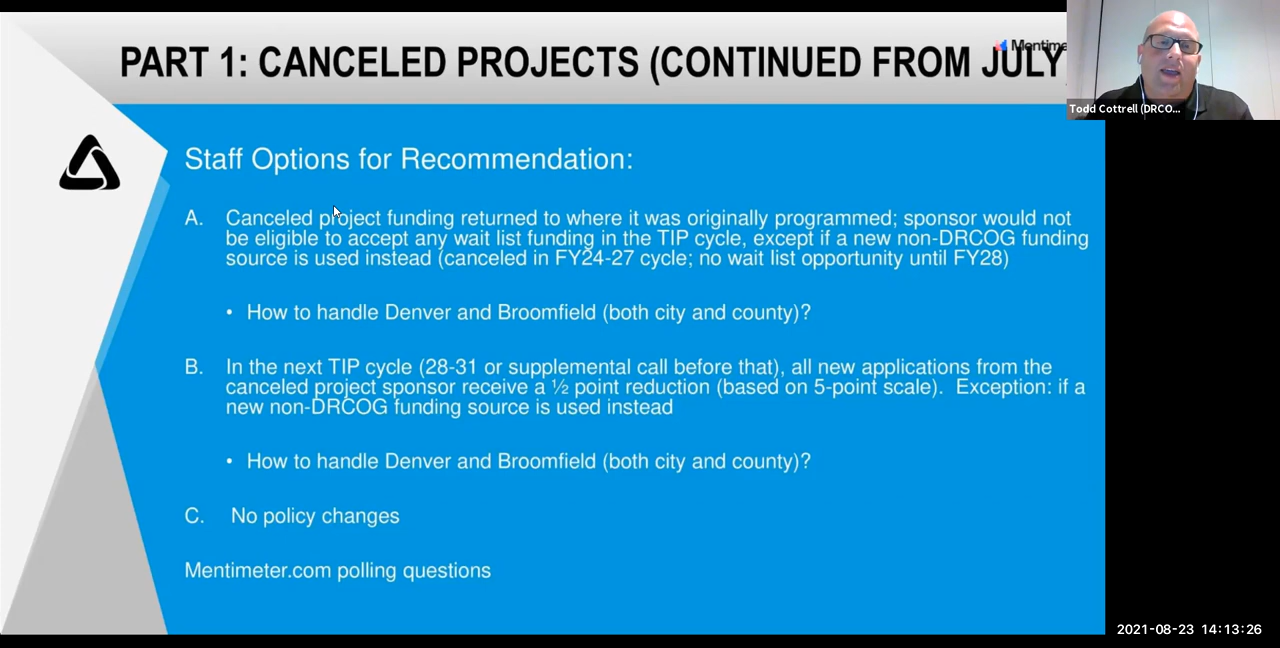 PART 1: CANCELED PROJECTS (CONTINUED FROM JULY
Mentime
Todd Cottrell (DRCO...
Staff Options for Recommendation:
A. Canceled project funding returned to where it was originally programmed; sponsor would not
be eligible to accept any wait list funding in the TIP cycle, except if a new non-DRCOG funding
source is used instead (canceled in FY24-27 cycle; no wait list opportunity until FY28)
• How to handle Denver and Broomfield (both city and county)?
B. In the next TIP cycle (28-31 or supplemental call before that), all new applications from the
canceled project sponsor receive a ½ point reduction (based on 5-point scale). Exception: if a
new non-DRCOG funding source is used instead
• How to handle Denver and Broomfield (both city and county)?
C. No policy changes
Mentimeter.com polling questions
2021-08-23 14:13:26